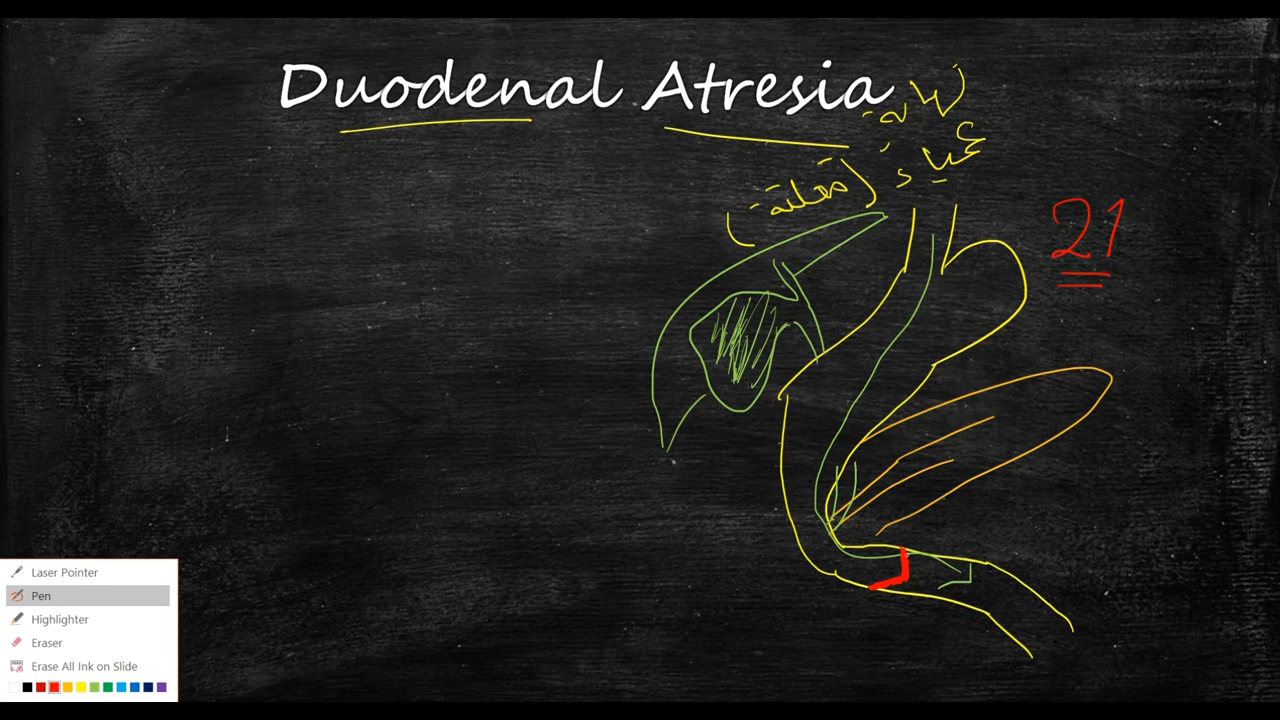 Duodenal Atresia
21
Laser Pointer
Pen
Highlighter
Eraser
Erase All Ink on Slide